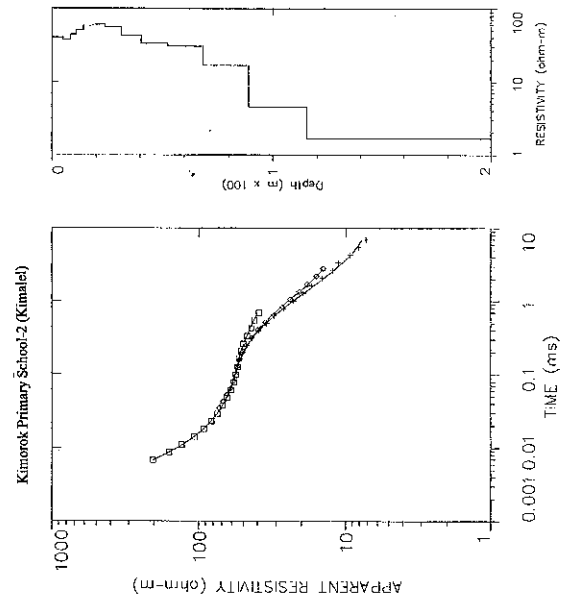 Kimorok Primary School-2 (Kimalel)
1000
100
10
1
APPARENT RESISTIVITY (ohm-m)
0.001 0.01 0.1 1 10
TIME (ms)
0
1
2
Depth (m x 100)
1 10 100
RESISTIVITY (ohm-m)